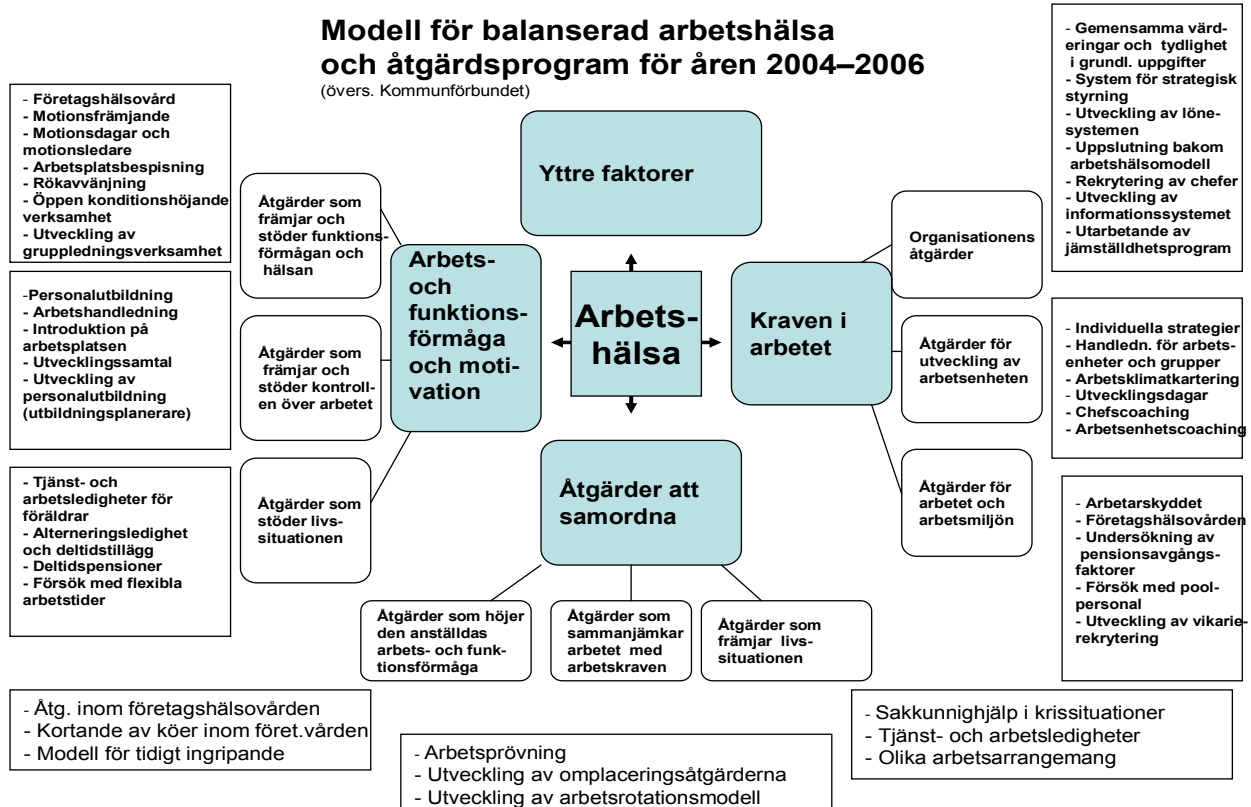 Modell för balanserad arbetshälsa
och åtgärdsprogram för åren 2004–2006
(övers. Kommunförbundet)
- Företagshälsovård
- Motionsfrämjande
- Motionsdagar och
motionsledare
- Arbetsplatsbespisning
- Rökavvänjning
- Öppen konditionshöjande
verksamhet
- Utveckling av
gruppledningsverksamhet
-Personalutbildning
- Arbetshandledning
- Introduktion på
arbetsplatsen
- Utvecklingssamtal
- Utveckling av
personalutbildning
(utbildningsplanerare)
- Tjänst- och
arbetsledigheter för
föräldrar
- Alterneringsledighet
och deltidstillägg
- Deltidspensioner
- Försök med flexibla
arbetstider
Åtgärder som
främjar och
stöder funktions-
förmågan och
hälsan
Åtgärder som
främjar och
stöder kontroll-
en över arbetet
Åtgärder som
stöder livs-
situationen
Arbets-
och
funktions-
förmåga
och moti-
vation
Yttre faktorer
Arbets-
hälsa
Kraven i
arbetet
Åtgärder att
samordna
Organisationens
åtgärder
Åtgärder för
utveckling av
arbetsenheten
Åtgärder för
arbetet och
arbetsmiljön
- Gemensamma värd-
eringar och tydlighet
i grundl. uppgifter
- System för strategisk
styrning
- Utveckling av löne-
systemen
- Uppslutning bakom
arbetshälsomodell
- Rekrytering av chefer
- Utveckling av
informationssystemet
- Utarbetande av
jämställdhetsprogram
- Individuella strategier
- Handledn. för arbets-
enheter och grupper
- Arbetsklimatkartering
- Utvecklingsdagar
- Chefscoaching
- Arbetsenhetscoaching
- Arbetarskyddet
- Företagshälsovården
- Undersökning av
pensionsavgångs-
faktorer
- Försök med pool-
personal
- Utveckling av vikarie-
rekrytering
Åtgärder som höjer
den anställdas
arbets- och funk-
tionsförmåga
Åtgärder som
sammanjämkar
arbetet med
arbetskraven
Åtgärder som
främjar livs-
situationen
- Åtg. inom företagshälsovården
- Kortande av köer inom föret.vården
- Modell för tidigt ingripande
- Arbetsprövning
- Utveckling av omplaceringsåtgärderna
- Utveckling av arbetsrotationsmodell
- Sakkunnighjälp i krissituationer
- Tjänst- och arbetsledigheter
- Olika arbetsarrangemang